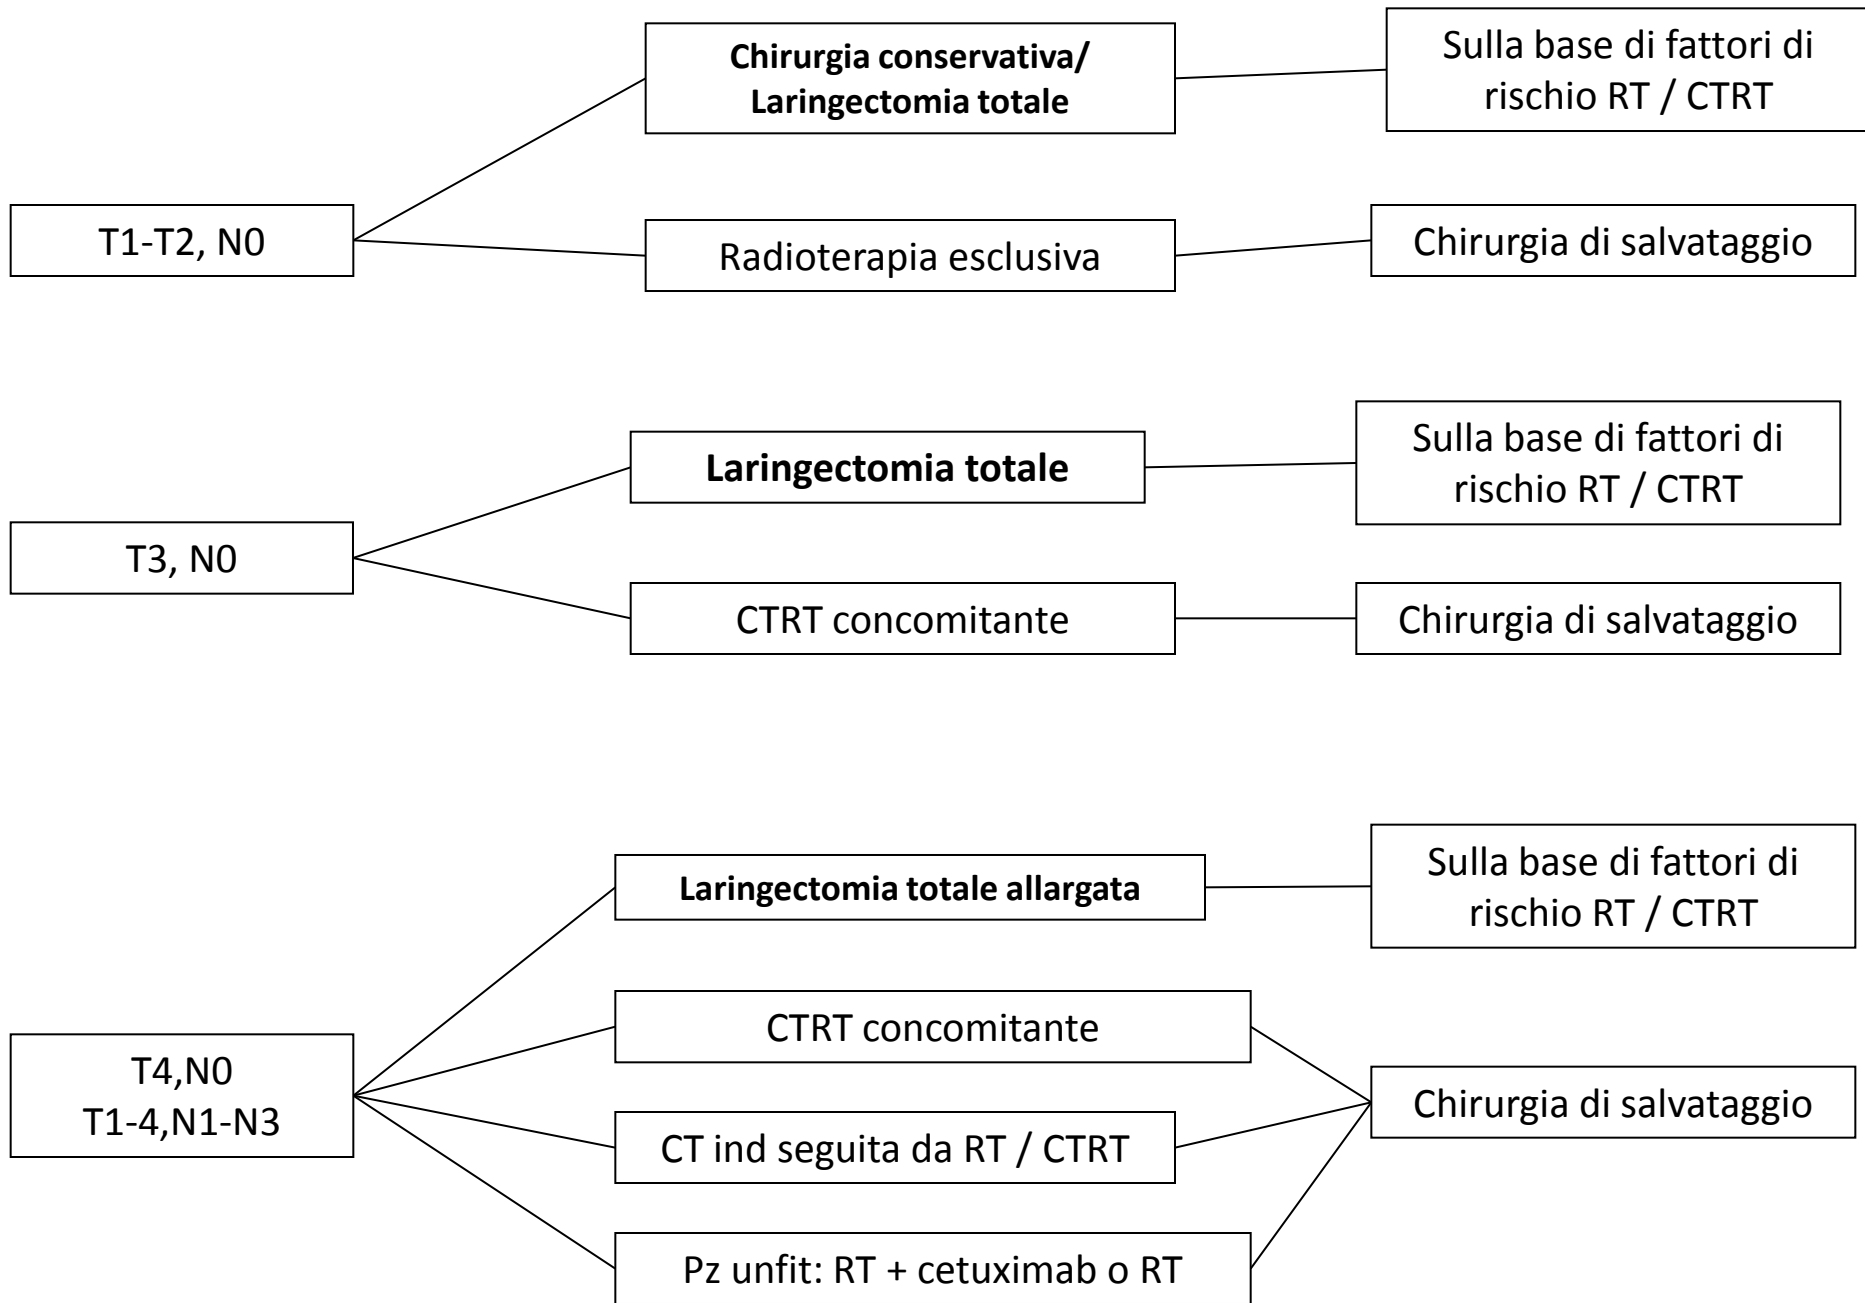 Chirurgia conservativa/
Laringectomia totale
Sulla base di fattori di
rischio RT / CTRT
T1-T2, N0
Radioterapia esclusiva
Chirurgia di salvataggio
Laringectomia totale
Sulla base di fattori di
rischio RT / CTRT
T3, N0
CTRT concomitante
Chirurgia di salvataggio
Laringectomia totale allargata
Sulla base di fattori di
rischio RT / CTRT
T4,N0
T1-4,N1-N3
CTRT concomitante
CT ind seguita da RT / CTRT
Pz unfit: RT + cetuximab o RT
Chirurgia di salvataggio